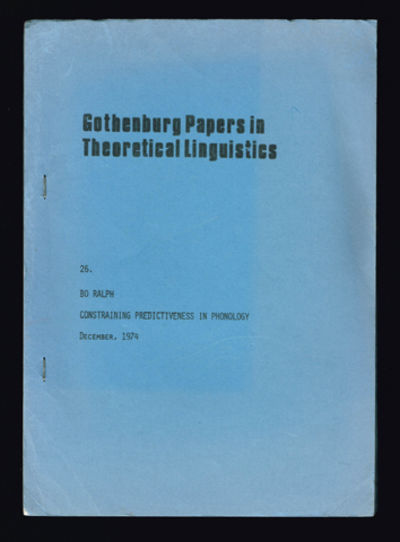 Gothenburg Papers in
Theoretical Linguistics
26.
BO RALPH
CONSTRAINING PREDICTIVENESS IN PHONOLOGY
DECEMBER, 1974